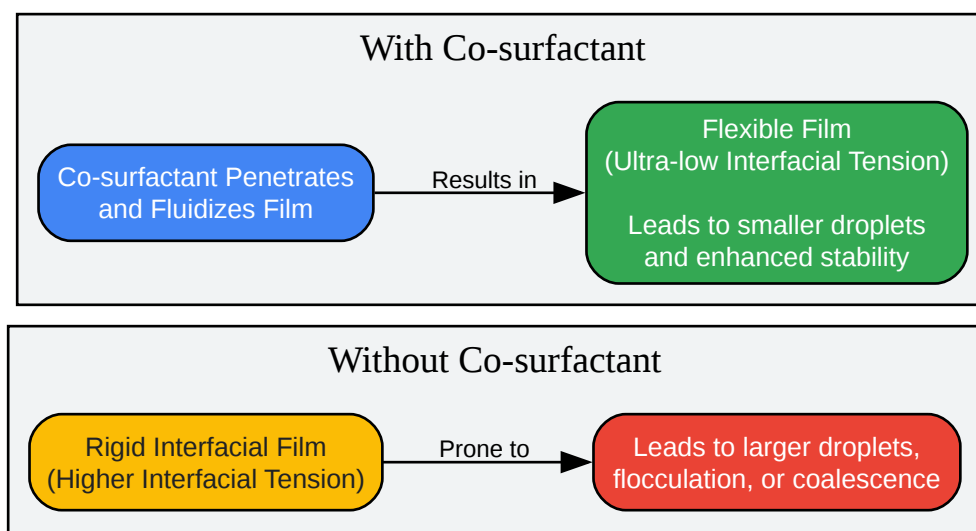 With Co-surfactant
Co-surfactant Penetrates
and Fluidizes Film
Results in
Flexible Film
(Ultra-low Interfacial Tension)
Leads to smaller droplets
and enhanced stability
Without Co-surfactant
Rigid Interfacial Film
(Higher Interfacial Tension)
Prone to
Leads to larger droplets,
flocculation, or coalescence